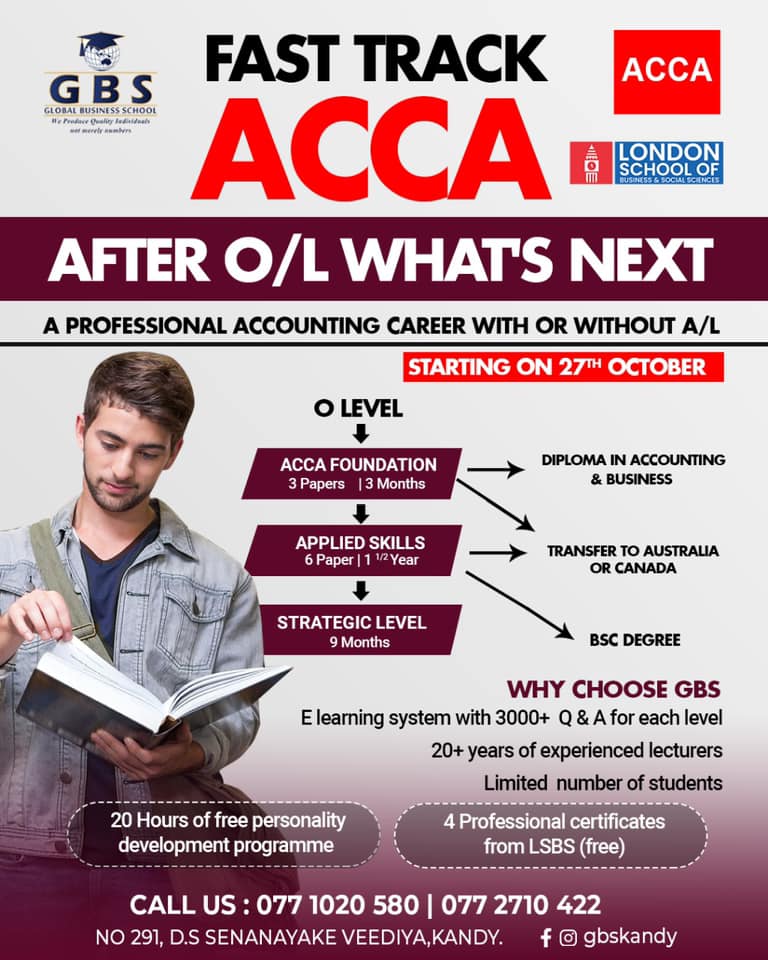 GBS
GLOBAL BUSINESS SCHOOL
We Produce Quality Individuals
not merely numbers
FAST TRACK
ACCA
ACCA
LONDON
SCHOOL OF
BUSINESS & SOCIAL SCIENCES
AFTER O/L WHAT'S NEXT
A PROFESSIONAL ACCOUNTING CAREER WITH OR WITHOUT A/L
STARTING ON 27TH OCTOBER
O LEVEL
ACCA FOUNDATION
3 Papers | 3 Months
DIPLOMA IN ACCOUNTING
& BUSINESS
APPLIED SKILLS
6 Paper | 1 1/2 Year
TRANSFER TO AUSTRALIA
OR CANADA
STRATEGIC LEVEL
9 Months
BSC DEGREE
WHY CHOOSE GBS
E learning system with 3000+ Q & A for each level
20+ years of experienced lecturers
Limited number of students
20 Hours of free personality
development programme
4 Professional certificates
from LSBS (free)
CALL US : 077 1020 580 | 077 2710 422
NO 291, D.S SENANAYAKE VEEDIYA,KANDY.
gbskandy